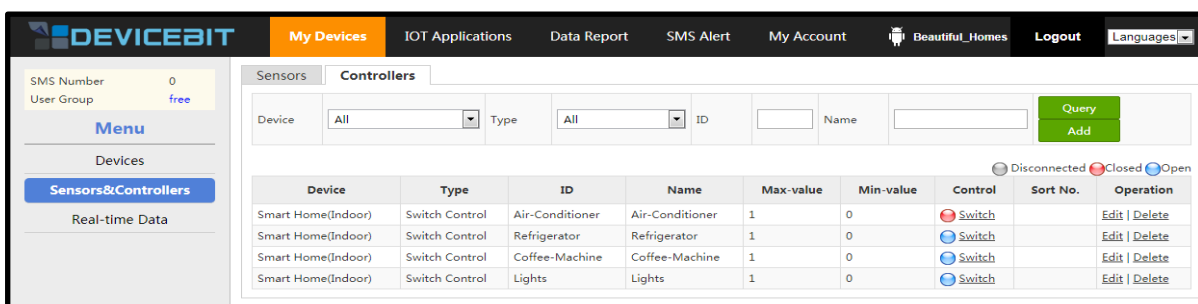 DEVICEBIT My Devices IOT Applications Data Report SMS Alert My Account Beautiful_Homes Logout Languages
SMS Number 0
User Group free
Menu
Devices
Sensors&Controllers
Real-time Data
Sensors Controllers
Device All Type All ID Name Query
Add
Disconnected Closed Open
Device Type ID Name Max-value Min-value Control Sort No. Operation
Smart Home(Indoor) Switch Control Air-Conditioner Air-Conditioner 1 0 Switch Edit | Delete
Smart Home(Indoor) Switch Control Refrigerator Refrigerator 1 0 Switch Edit | Delete
Smart Home(Indoor) Switch Control Coffee-Machine Coffee-Machine 1 0 Switch Edit | Delete
Smart Home(Indoor) Switch Control Lights Lights 1 0 Switch Edit | Delete